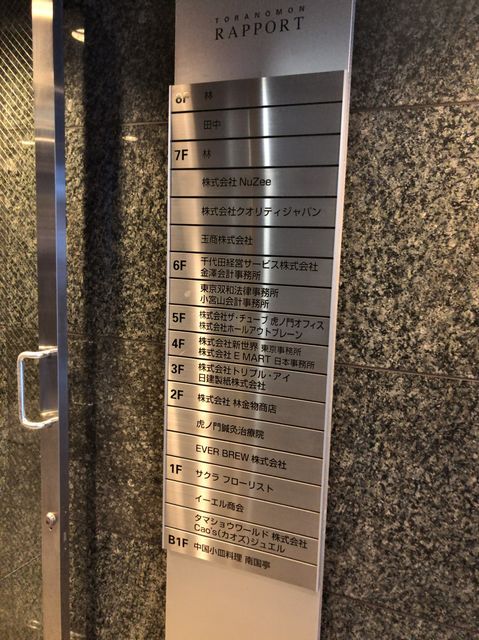 TORANOMON
RAPPORT
8F 林
田中
7F 林
株式会社 NuZee
株式会社クオリティジャパン
玉商株式会社
6F 千代田経営サービス株式会社
金澤会計事務所
東京双和法律事務所
小宮山会計事務所
5F 株式会社ザ・チューブ 虎ノ門オフィス
株式会社ホールアウトブレーン
4F 株式会社新世界 東京事務所
株式会社 E MART 日本事務所
3F 株式会社トリプル・アイ
日建製紙株式会社
2F 株式会社 林金物商店
虎ノ門鍼灸治療院
EVER BREW 株式会社
1F サクラ フローリスト
イーエル商会
タマショウワールド 株式会社
Cao's(カオズ)ジュエル
B1F 中国小皿料理 南国亭